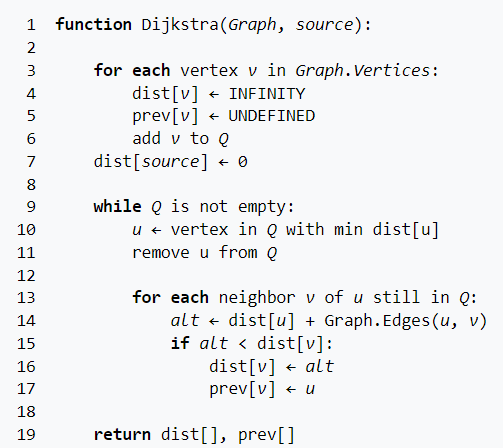 1 function Dijkstra(Graph, source):
2
3 for each vertex v in Graph.Vertices:
4 dist[v] ← INFINITY
5 prev[v] ← UNDEFINED
6 add v to Q
7 dist[source] ← 0
8
9 while Q is not empty:
10 u ← vertex in Q with min dist[u]
11 remove u from Q
12
13 for each neighbor v of u still in Q:
14 alt ← dist[u] + Graph.Edges(u, v)
15 if alt < dist[v]:
16 dist[v] ← alt
17 prev[v] ← u
18
19 return dist[], prev[]